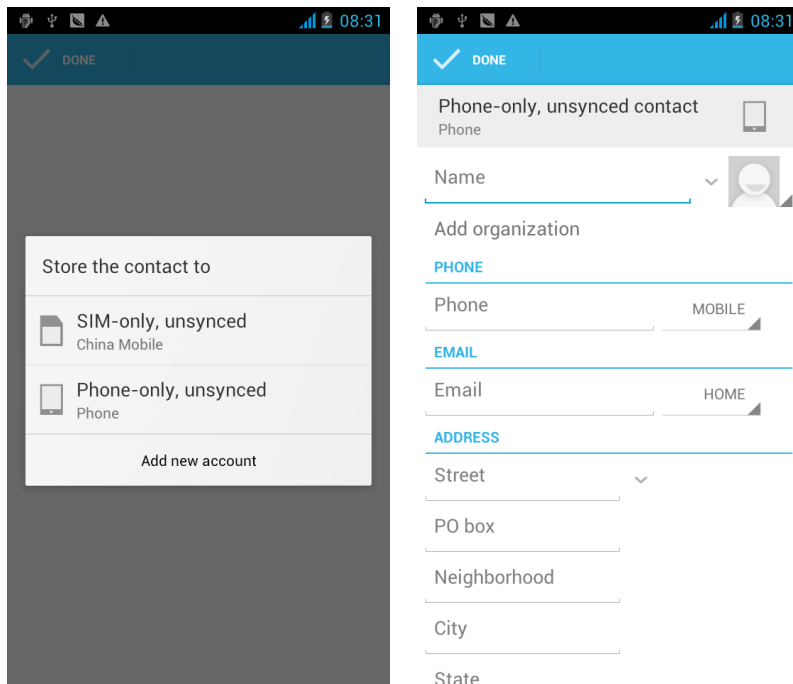 08:31
DONE
Store the contact to
SIM-only, unsynced
China Mobile
Phone-only, unsynced
Phone
Add new account
08:31
DONE
Phone-only, unsynced contact
Phone
Name
Add organization
PHONE
Phone
MOBILE
EMAIL
Email
HOME
ADDRESS
Street
PO box
Neighborhood
City
State